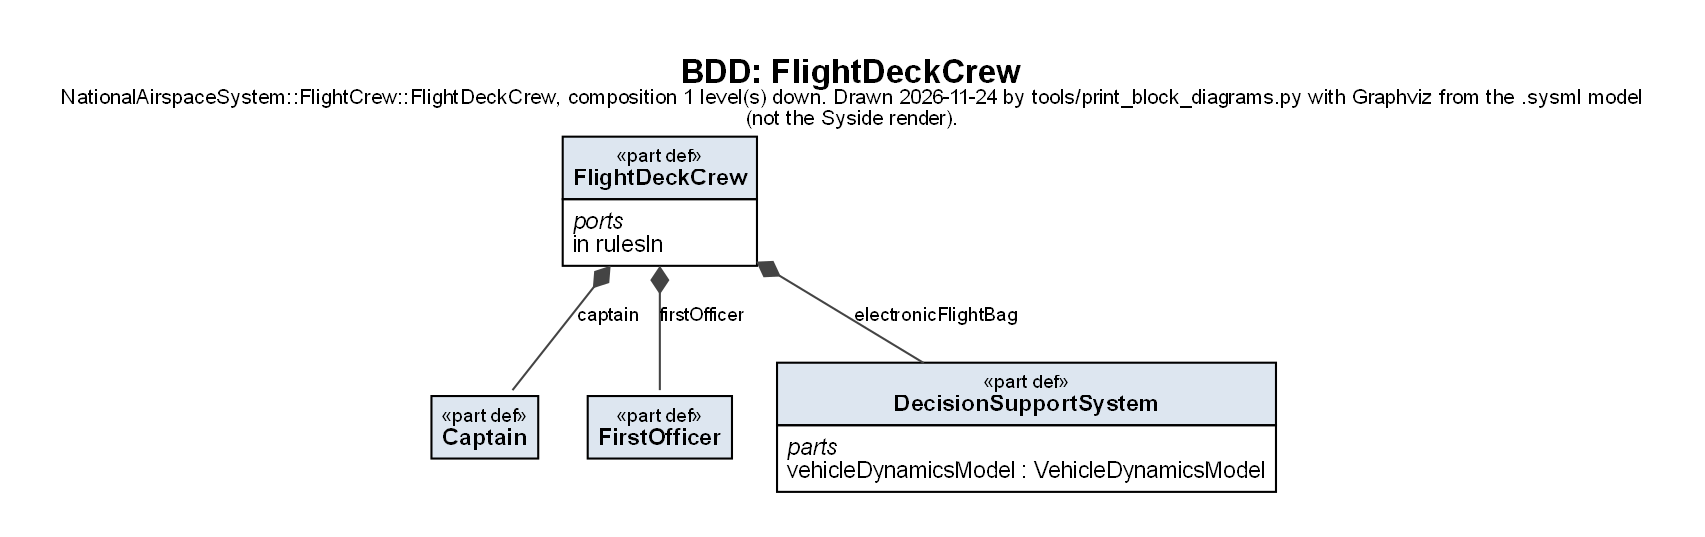 BDD: FlightDeckCrew
NationalAirspaceSystem::FlightCrew::FlightDeckCrew, composition 1 level(s) down. Drawn 2026-11-24 by tools/print_block_diagrams.py with Graphviz from the .sysml model
(not the Syside render).
«part def»
FlightDeckCrew
ports
in rulesIn
captain
firstOfficer
electronicFlightBag
«part def»
Captain
«part def»
FirstOfficer
«part def»
DecisionSupportSystem
parts
vehicleDynamicsModel : VehicleDynamicsModel